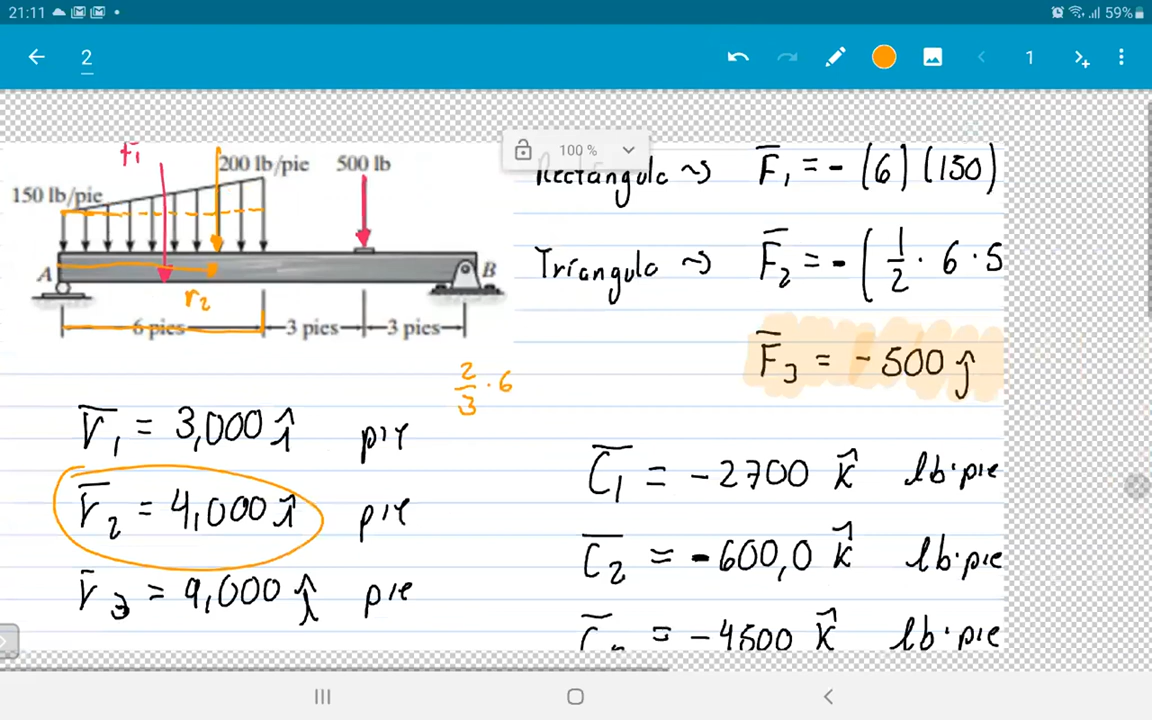 21:11
59%
2
1
100 %
Rectángulo ~> F̅₁ = - (6) (150)
F₁
200 lb/pie
500 lb
150 lb/pie
Triángulo ~> F̅₂ = - ( 1/2 · 6 · 5
A
B
r₂
6 pies
3 pies
3 pies
F̅₃ = - 500 ĵ
2/3 · 6
r̅₁ = 3,000 î pie
r̅₂ = 4,000 î pie
r̅₃ = 9,000 î pie
C̅₁ = -2700 k̂ lb·pie
C̅₂ = -600,0 k̂ lb·pie
= -4500 k̂ lb·pie